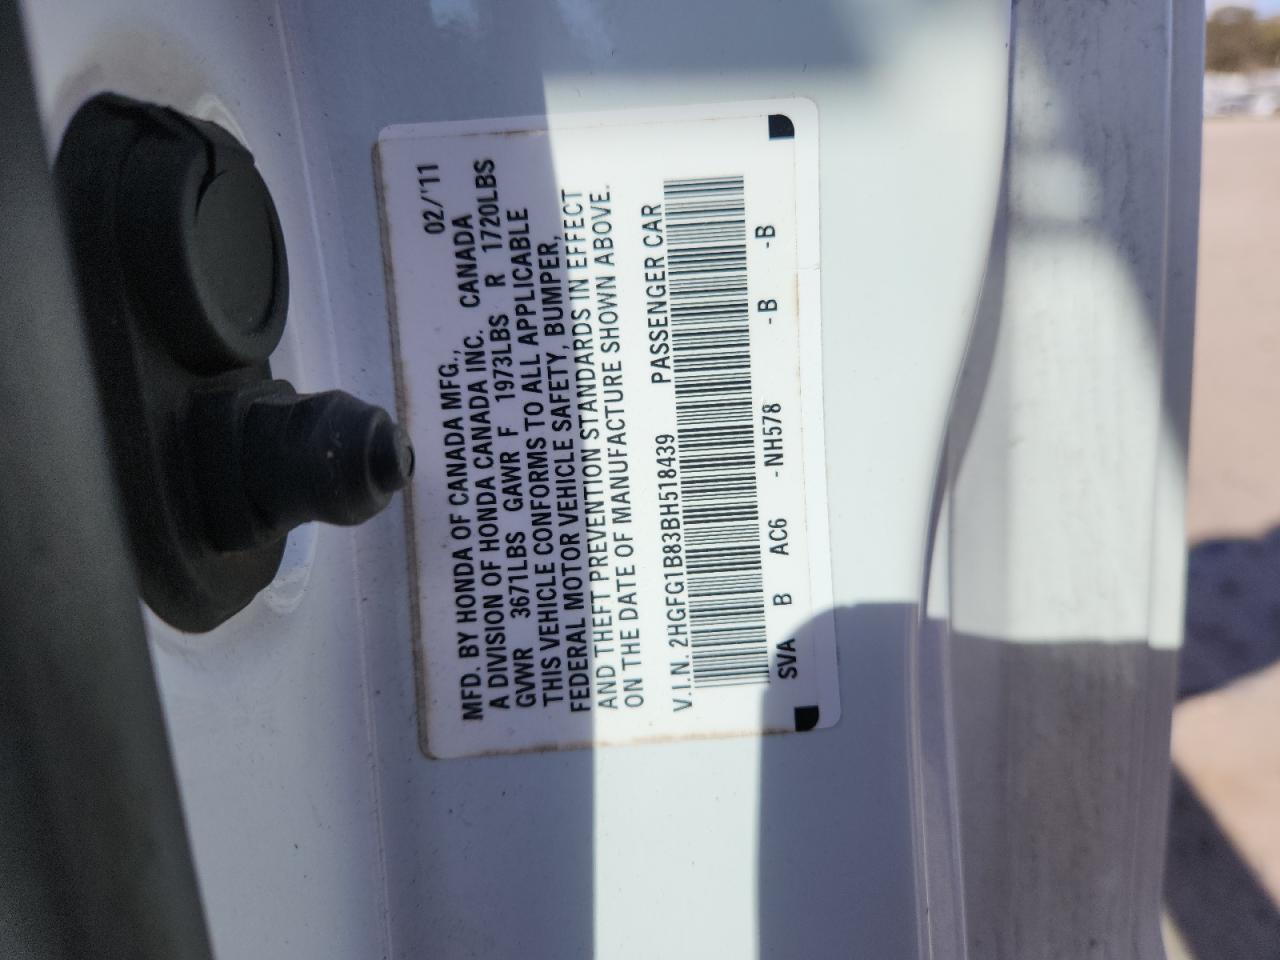 02/'11
MFD. BY HONDA OF CANADA MFG.,
A DIVISION OF HONDA CANADA INC. CANADA
GVWR 3671LBS GAWR F 1973LBS R 1720LBS
THIS VEHICLE CONFORMS TO ALL APPLICABLE
FEDERAL MOTOR VEHICLE SAFETY, BUMPER,
AND THEFT PREVENTION STANDARDS IN EFFECT
ON THE DATE OF MANUFACTURE SHOWN ABOVE.
V.I.N. 2HGFG1B83BH518439 PASSENGER CAR
SVA B AC6 -NH578 -B -B